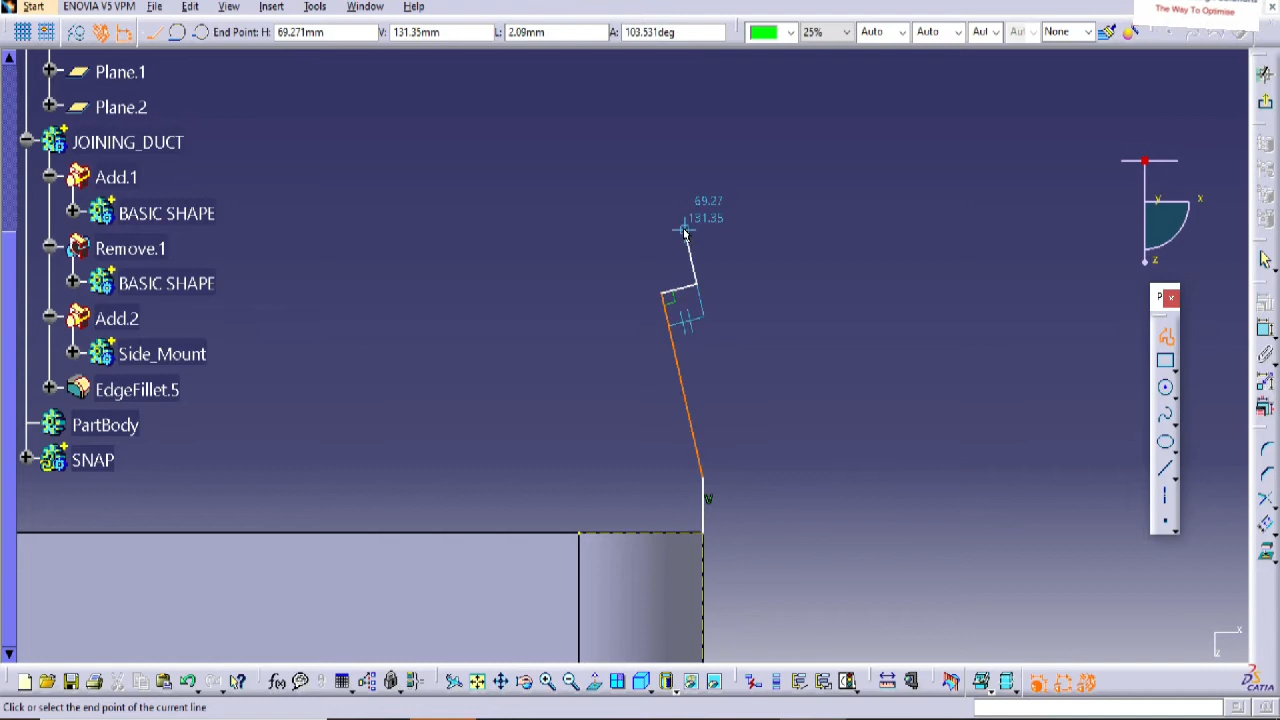 Start ENOVIA V5 VPM File Edit View Insert Tools Window Help
The Way To Optimise
End Point: H: 69.271mm V: 131.35mm L: 2.09mm A: 103.531deg 25% Auto Auto Aul Aut None
Plane.1
Plane.2
JOINING_DUCT
Add.1
BASIC SHAPE
Remove.1
BASIC SHAPE
Add.2
Side_Mount
EdgeFillet.5
PartBody
SNAP
69.27
131.35
V
y x
z
P
x
CATIA
Click or select the end point of the current line